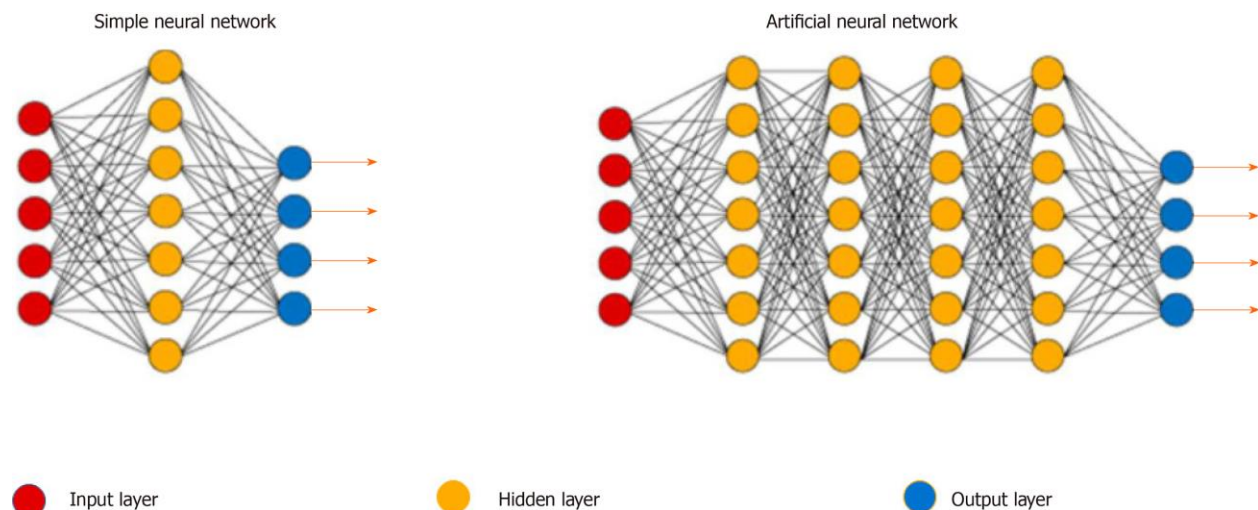 Simple neural network
Artificial neural network
Input layer
Hidden layer
Output layer